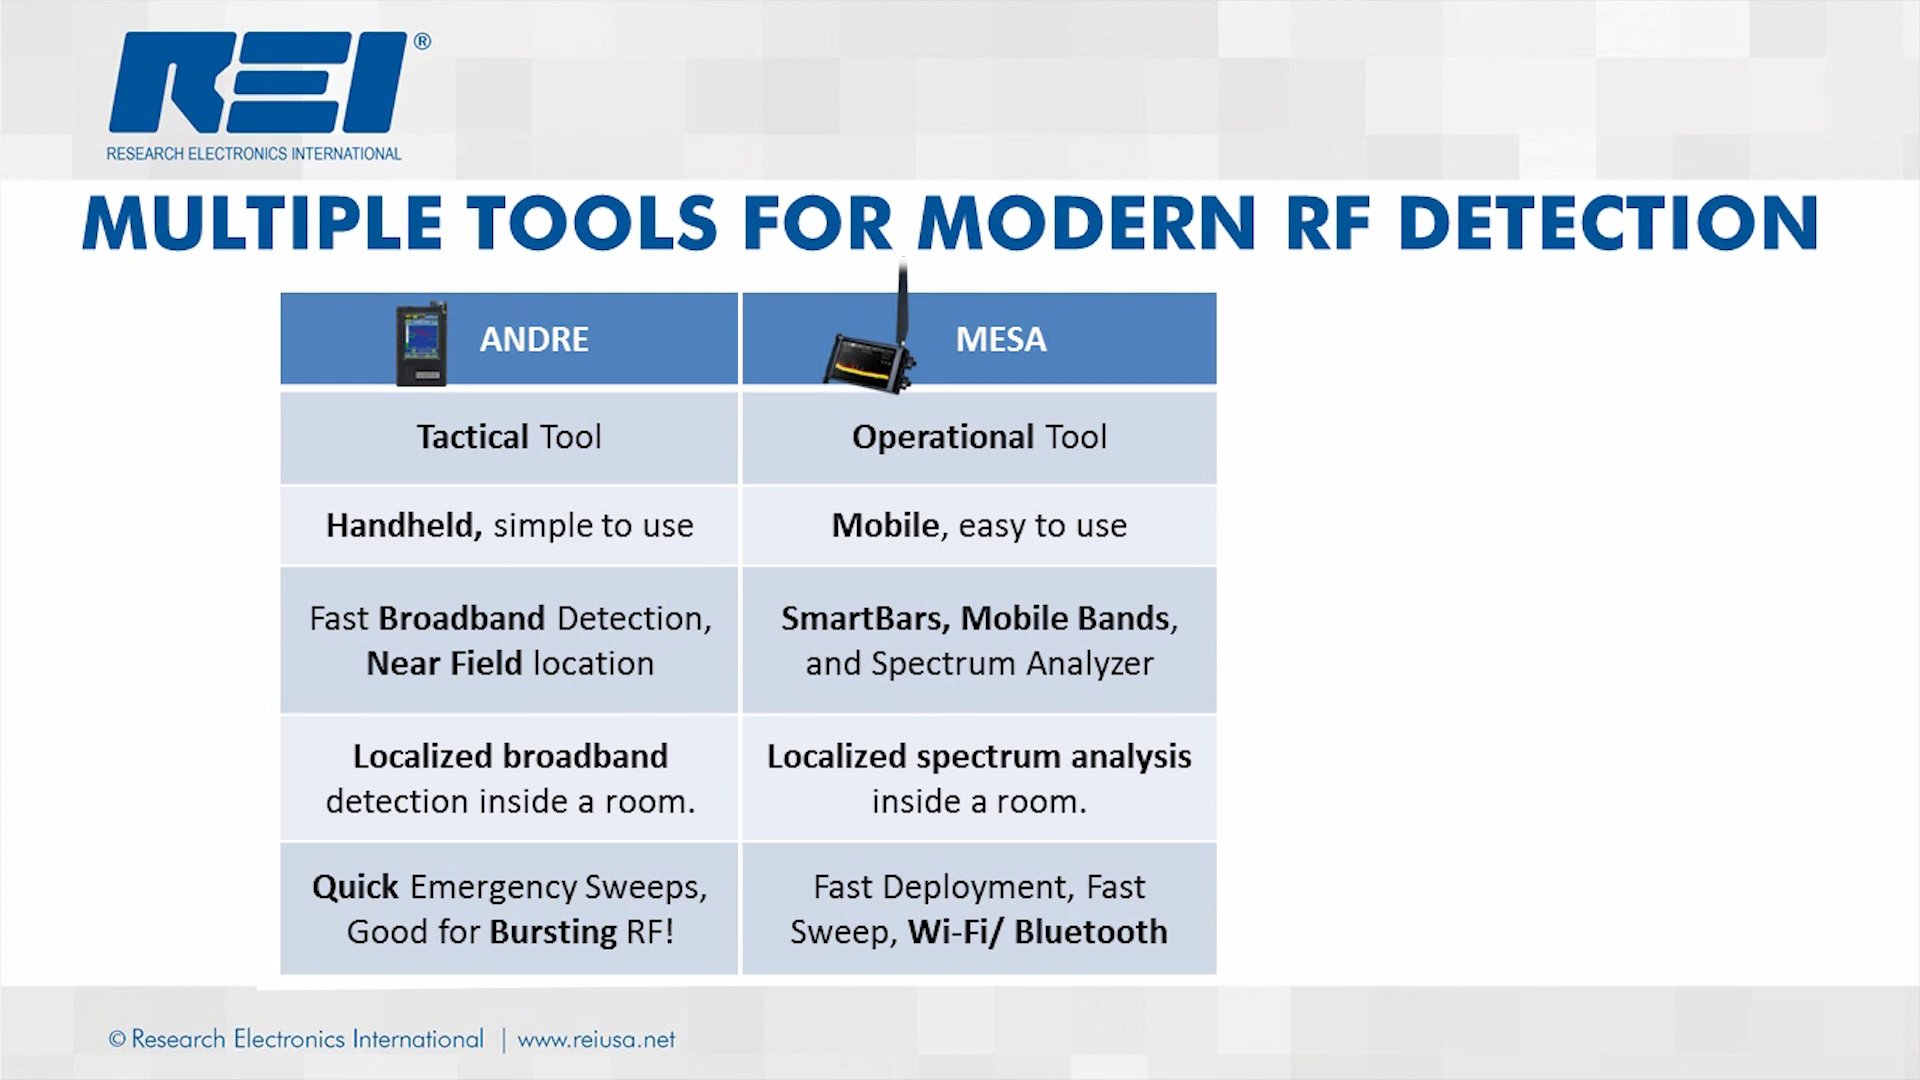 REI®
RESEARCH ELECTRONICS INTERNATIONAL
MULTIPLE TOOLS FOR MODERN RF DETECTION
ANDRE
MESA
Tactical Tool
Operational Tool
Handheld, simple to use
Mobile, easy to use
Fast Broadband Detection,
Near Field location
SmartBars, Mobile Bands,
and Spectrum Analyzer
Localized broadband
detection inside a room.
Localized spectrum analysis
inside a room.
Quick Emergency Sweeps,
Good for Bursting RF!
Fast Deployment, Fast
Sweep, Wi-Fi/ Bluetooth
© Research Electronics International | www.reiusa.net